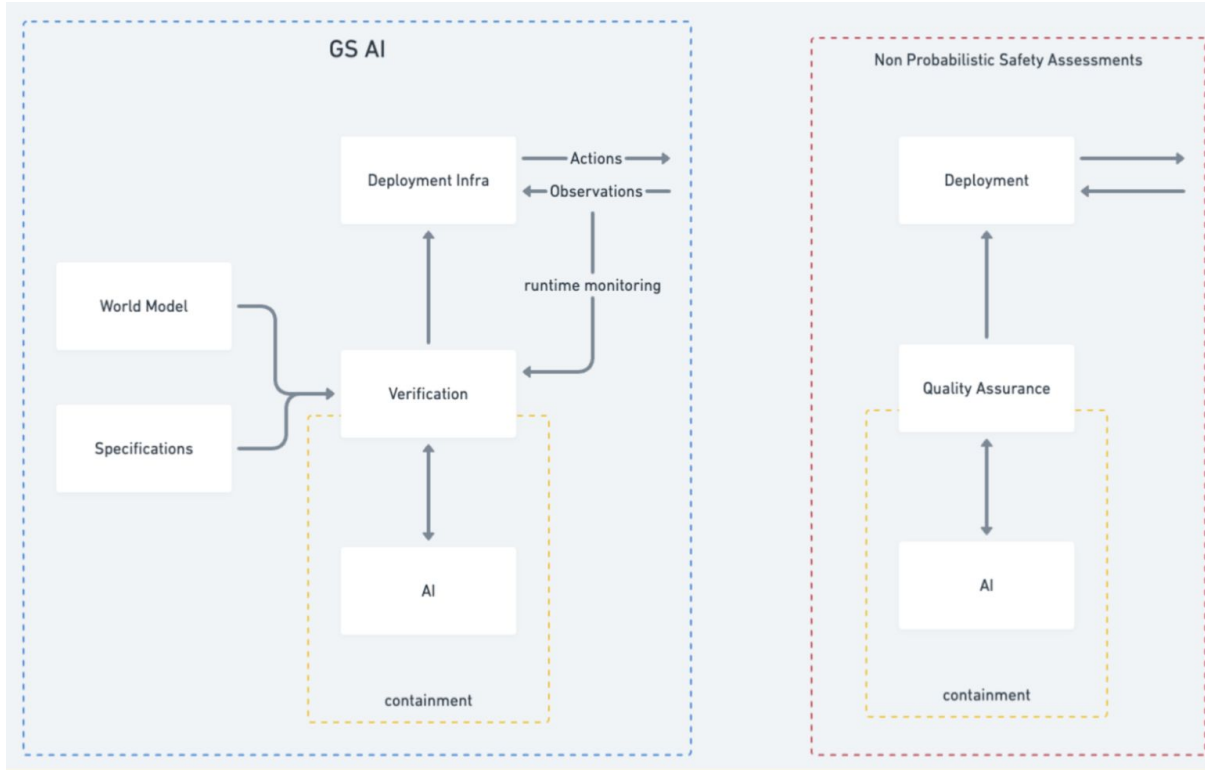 GS AI
Deployment Infra
Actions
Observations
runtime monitoring
World Model
Verification
Specifications
AI
containment
Non Probabilistic Safety Assessments
Deployment
Quality Assurance
AI
containment